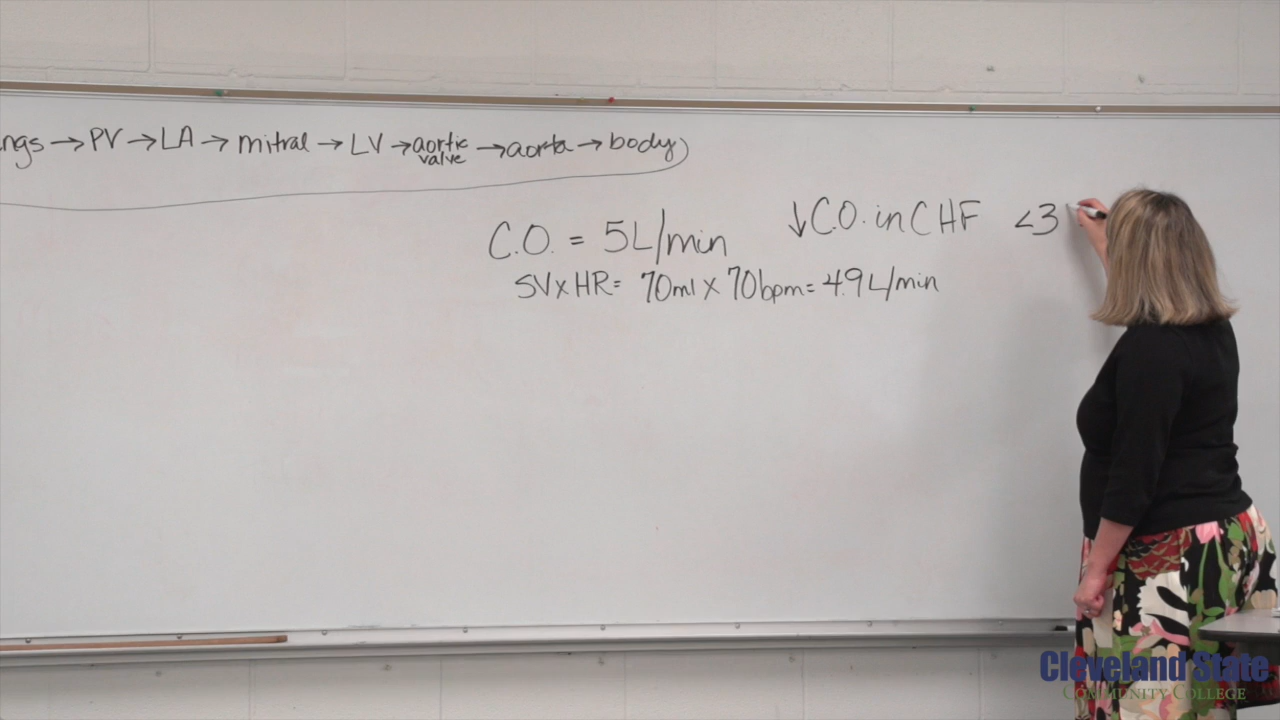 ngs → PV → LA → mitral → LV → aortic valve → aorta → body
C.O. = 5L/min
↓C.O. in CHF <3
SV x HR = 70ml x 70bpm = 4.9 L/min
Cleveland State
Community College